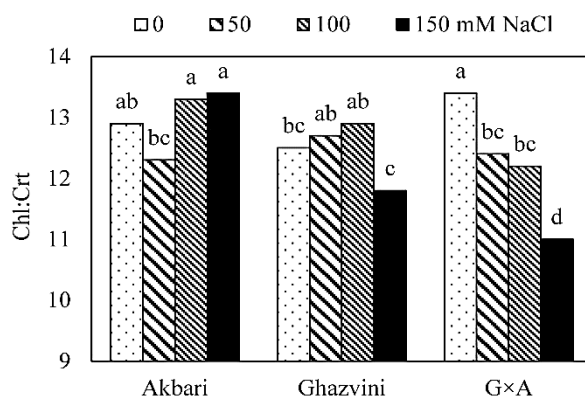 0 50 100 150 mM NaCl
14
13
12
11
10
9
Chl:Crt
ab
bc
a
a
bc
ab
ab
c
a
bc
bc
d
Akbari Ghazvini G×A